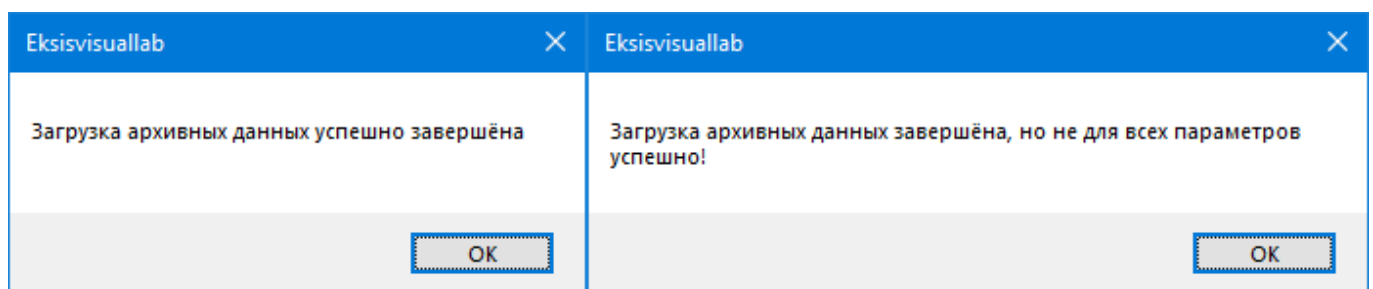 Eksisvisuallab
Загрузка архивных данных успешно завершёна
OK
Eksisvisuallab
Загрузка архивных данных завершёна, но не для всех параметров
успешно!
OK